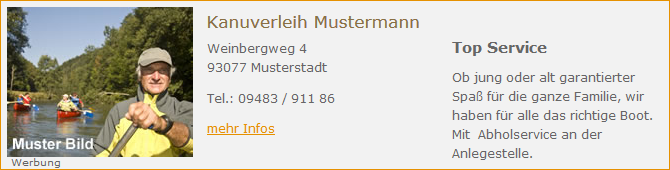 Kanuverleih Mustermann
Weinbergweg 4
93077 Musterstadt
Tel.: 09483 / 911 86
mehr Infos
Top Service
Ob jung oder alt garantierter
Spaß für die ganze Familie, wir
haben für alle das richtige Boot.
Mit Abholservice an der
Anlegestelle.
Muster Bild
Werbung